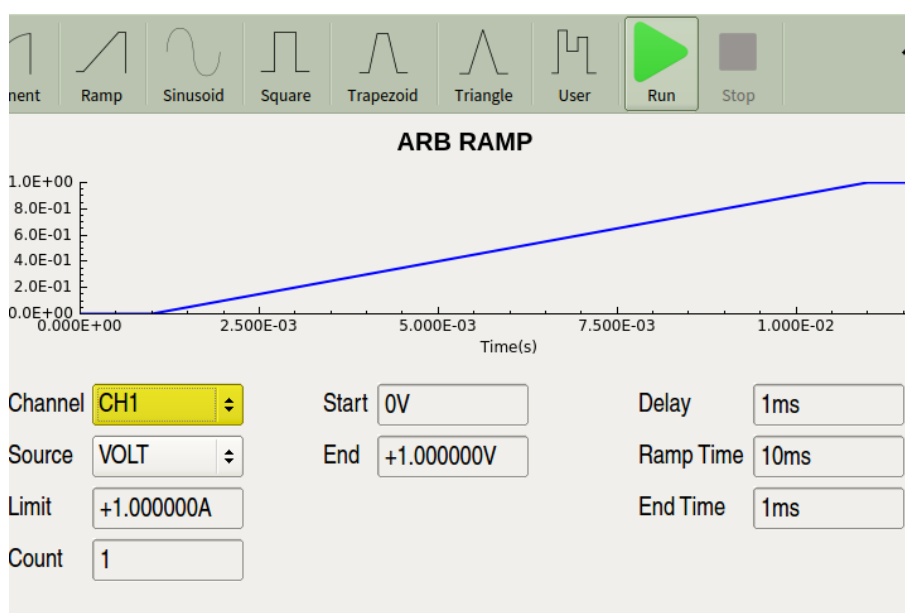 nent Ramp Sinusoid Square Trapezoid Triangle User Run Stop
ARB RAMP
1.0E+00
8.0E-01
6.0E-01
4.0E-01
2.0E-01
0.0E+00
0.000E+00 2.500E-03 5.000E-03 7.500E-03 1.000E-02
Time(s)
Channel CH1 Start 0V Delay 1ms
Source VOLT End +1.000000V Ramp Time 10ms
Limit +1.000000A End Time 1ms
Count 1